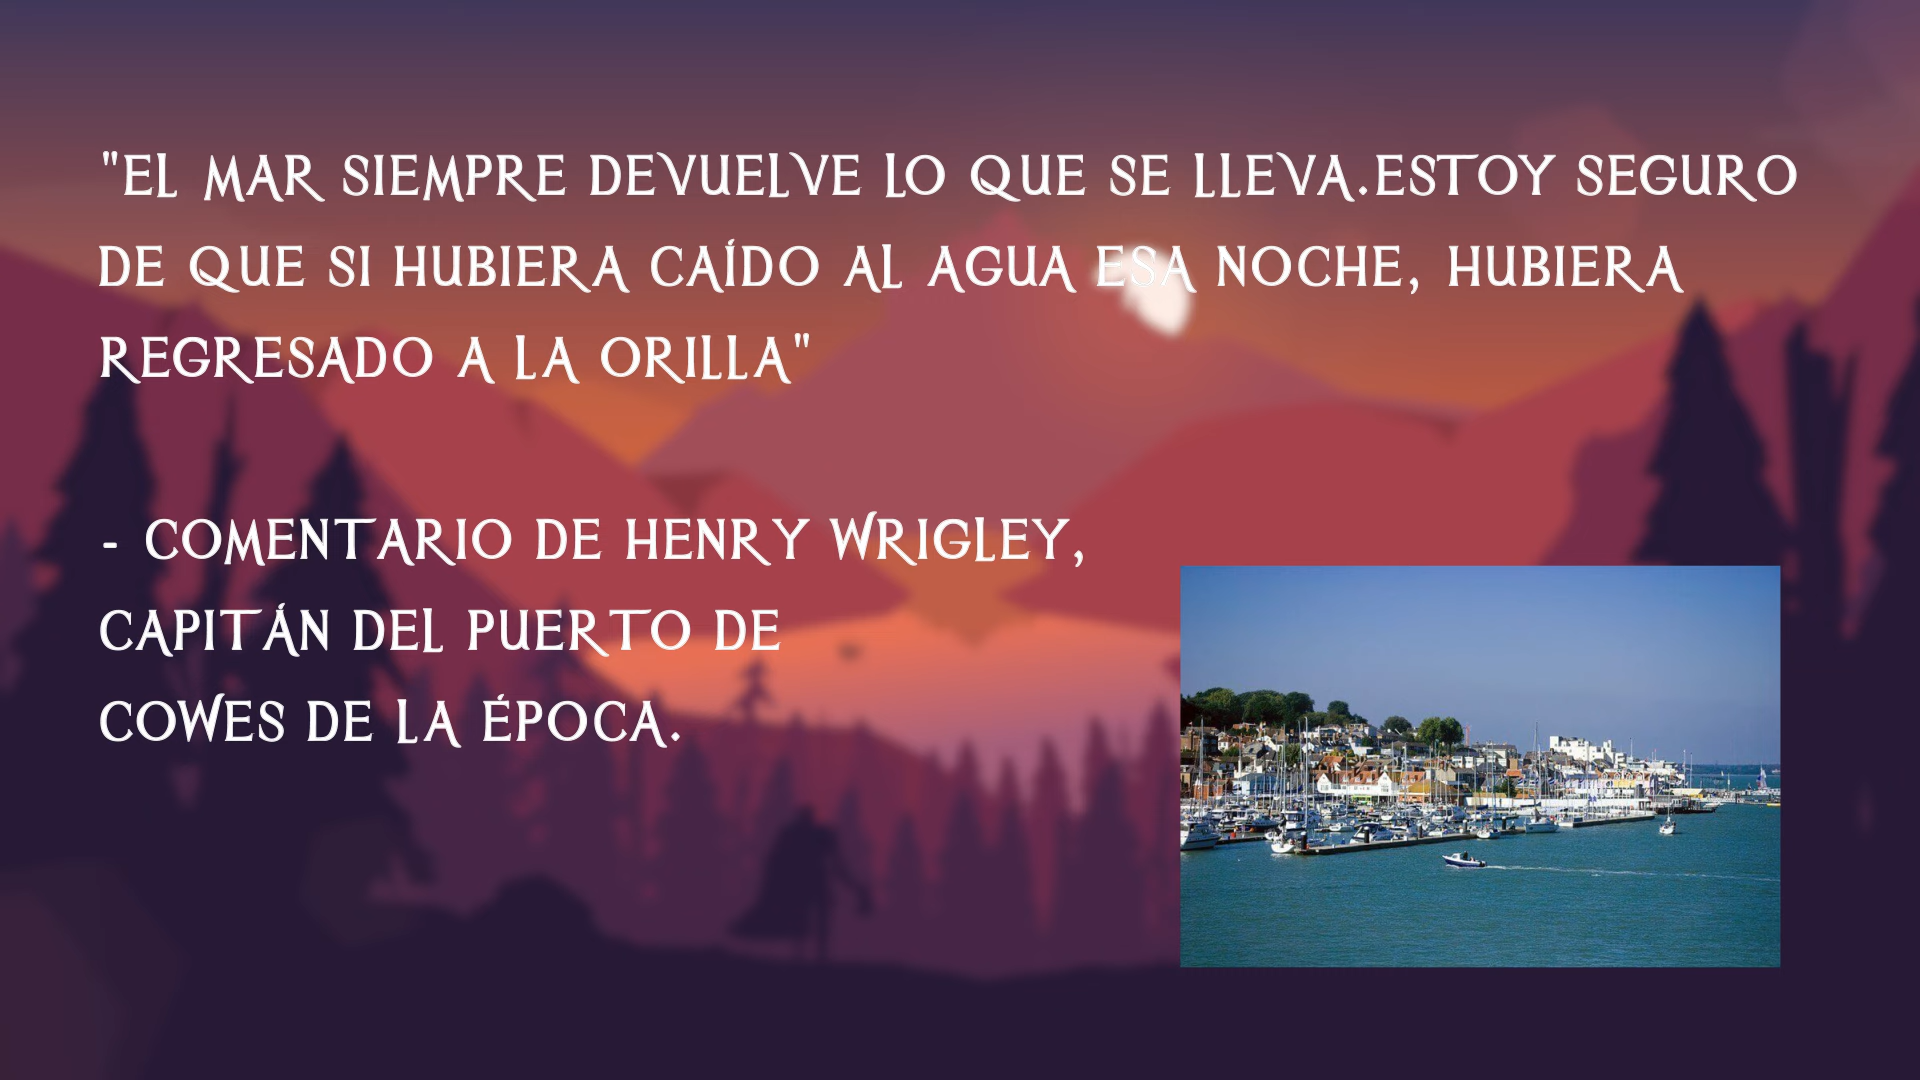 "EL MAR SIEMPRE DEVUELVE LO QUE SE LLEVA.ESTOY SEGURO
DE QUE SI HUBIERA CAÍDO AL AGUA ESA NOCHE, HUBIERA
REGRESADO A LA ORILLA"
- COMENTARIO DE HENRY WRIGLEY,
CAPITÁN DEL PUERTO DE
COWES DE LA ÉPOCA.